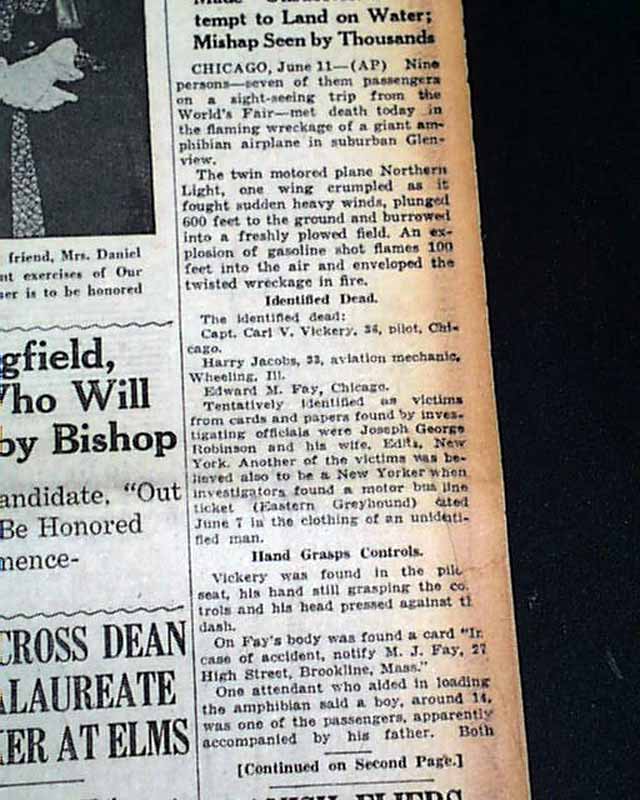 tempt to Land on Water;
Mishap Seen by Thousands
CHICAGO, June 11—(AP) Nine
persons—seven of them passengers
on a sight-seeing trip from the
World's Fair—met death today in
the flaming wreckage of a giant am-
phibian airplane in suburban Glen-
view.
The twin motored plane Northern
Light, one wing crumpled as it
fought sudden heavy winds, plunged
600 feet to the ground and burrowed
into a freshly plowed field. An ex-
plosion of gasoline shot flames 100
feet into the air and enveloped the
twisted wreckage in fire.
Identified Dead.
The identified dead:
Capt. Carl V. Vickery, 36, pilot, Chi-
cago.
Harry Jacobs, 33, aviation mechanic,
Wheeling, Ill.
Edward M. Fay, Chicago.
Tentatively identified as victims
from cards and papers found by inves-
tigating officials were Joseph George
Robinson and his wife, Edits, New
York. Another of the victims was be-
lieved also to be a New Yorker when
investigators found a motor bus line
ticket (Eastern Greyhound) dated
June 7 in the clothing of an unidenti-
fied man.
Hand Grasps Controls.
Vickery was found in the pilo
seat, his hand still grasping the co
trols and his head pressed against t
dash.
On Fay's body was found a card "In
case of accident, notify M. J. Fay, 27
High Street, Brookline, Mass."
One attendant who aided in loading
the amphibian said a boy, around 14,
was one of the passengers, apparently
accompanied by his father. Both
[Continued on Second Page.]
friend, Mrs. Daniel
nt exercises of Our
ser is to be honored
gfield,
Who Will
by Bishop
andidate, "Out
Be Honored
mence-
CROSS DEAN
ALAUREATE
KER AT ELMS
FLIERS